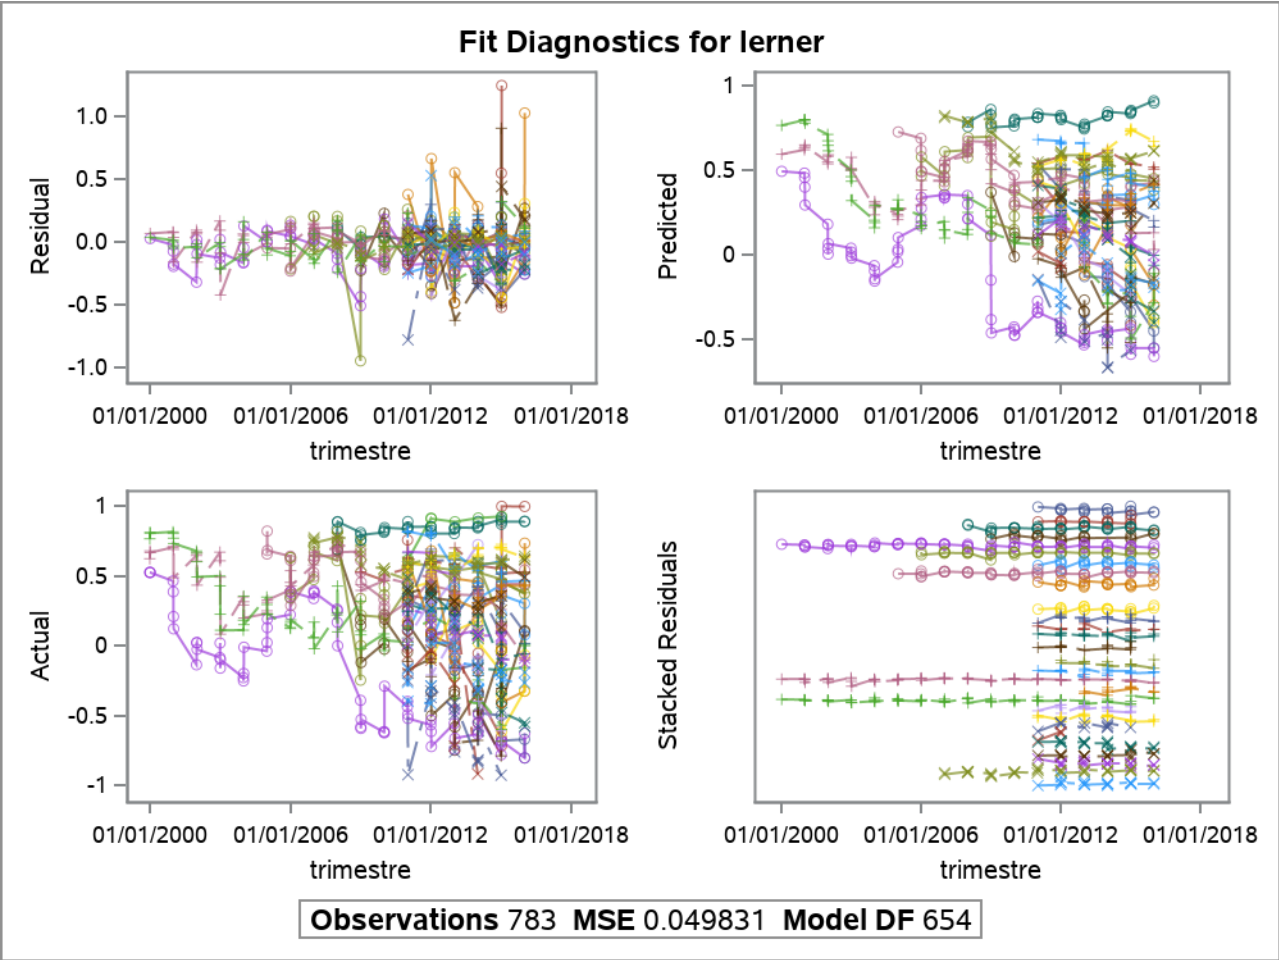 Fit Diagnostics for lerner
Residual
1.0
0.5
0.0
-0.5
-1.0
01/01/2000 01/01/2006 01/01/2012 01/01/2018
trimestre
Predicted
1
0.5
0
-0.5
01/01/2000 01/01/2006 01/01/2012 01/01/2018
trimestre
Actual
1
0.5
0
-0.5
-1
01/01/2000 01/01/2006 01/01/2012 01/01/2018
trimestre
Stacked Residuals
01/01/2000 01/01/2006 01/01/2012 01/01/2018
trimestre
Observations 783 MSE 0.049831 Model DF 654